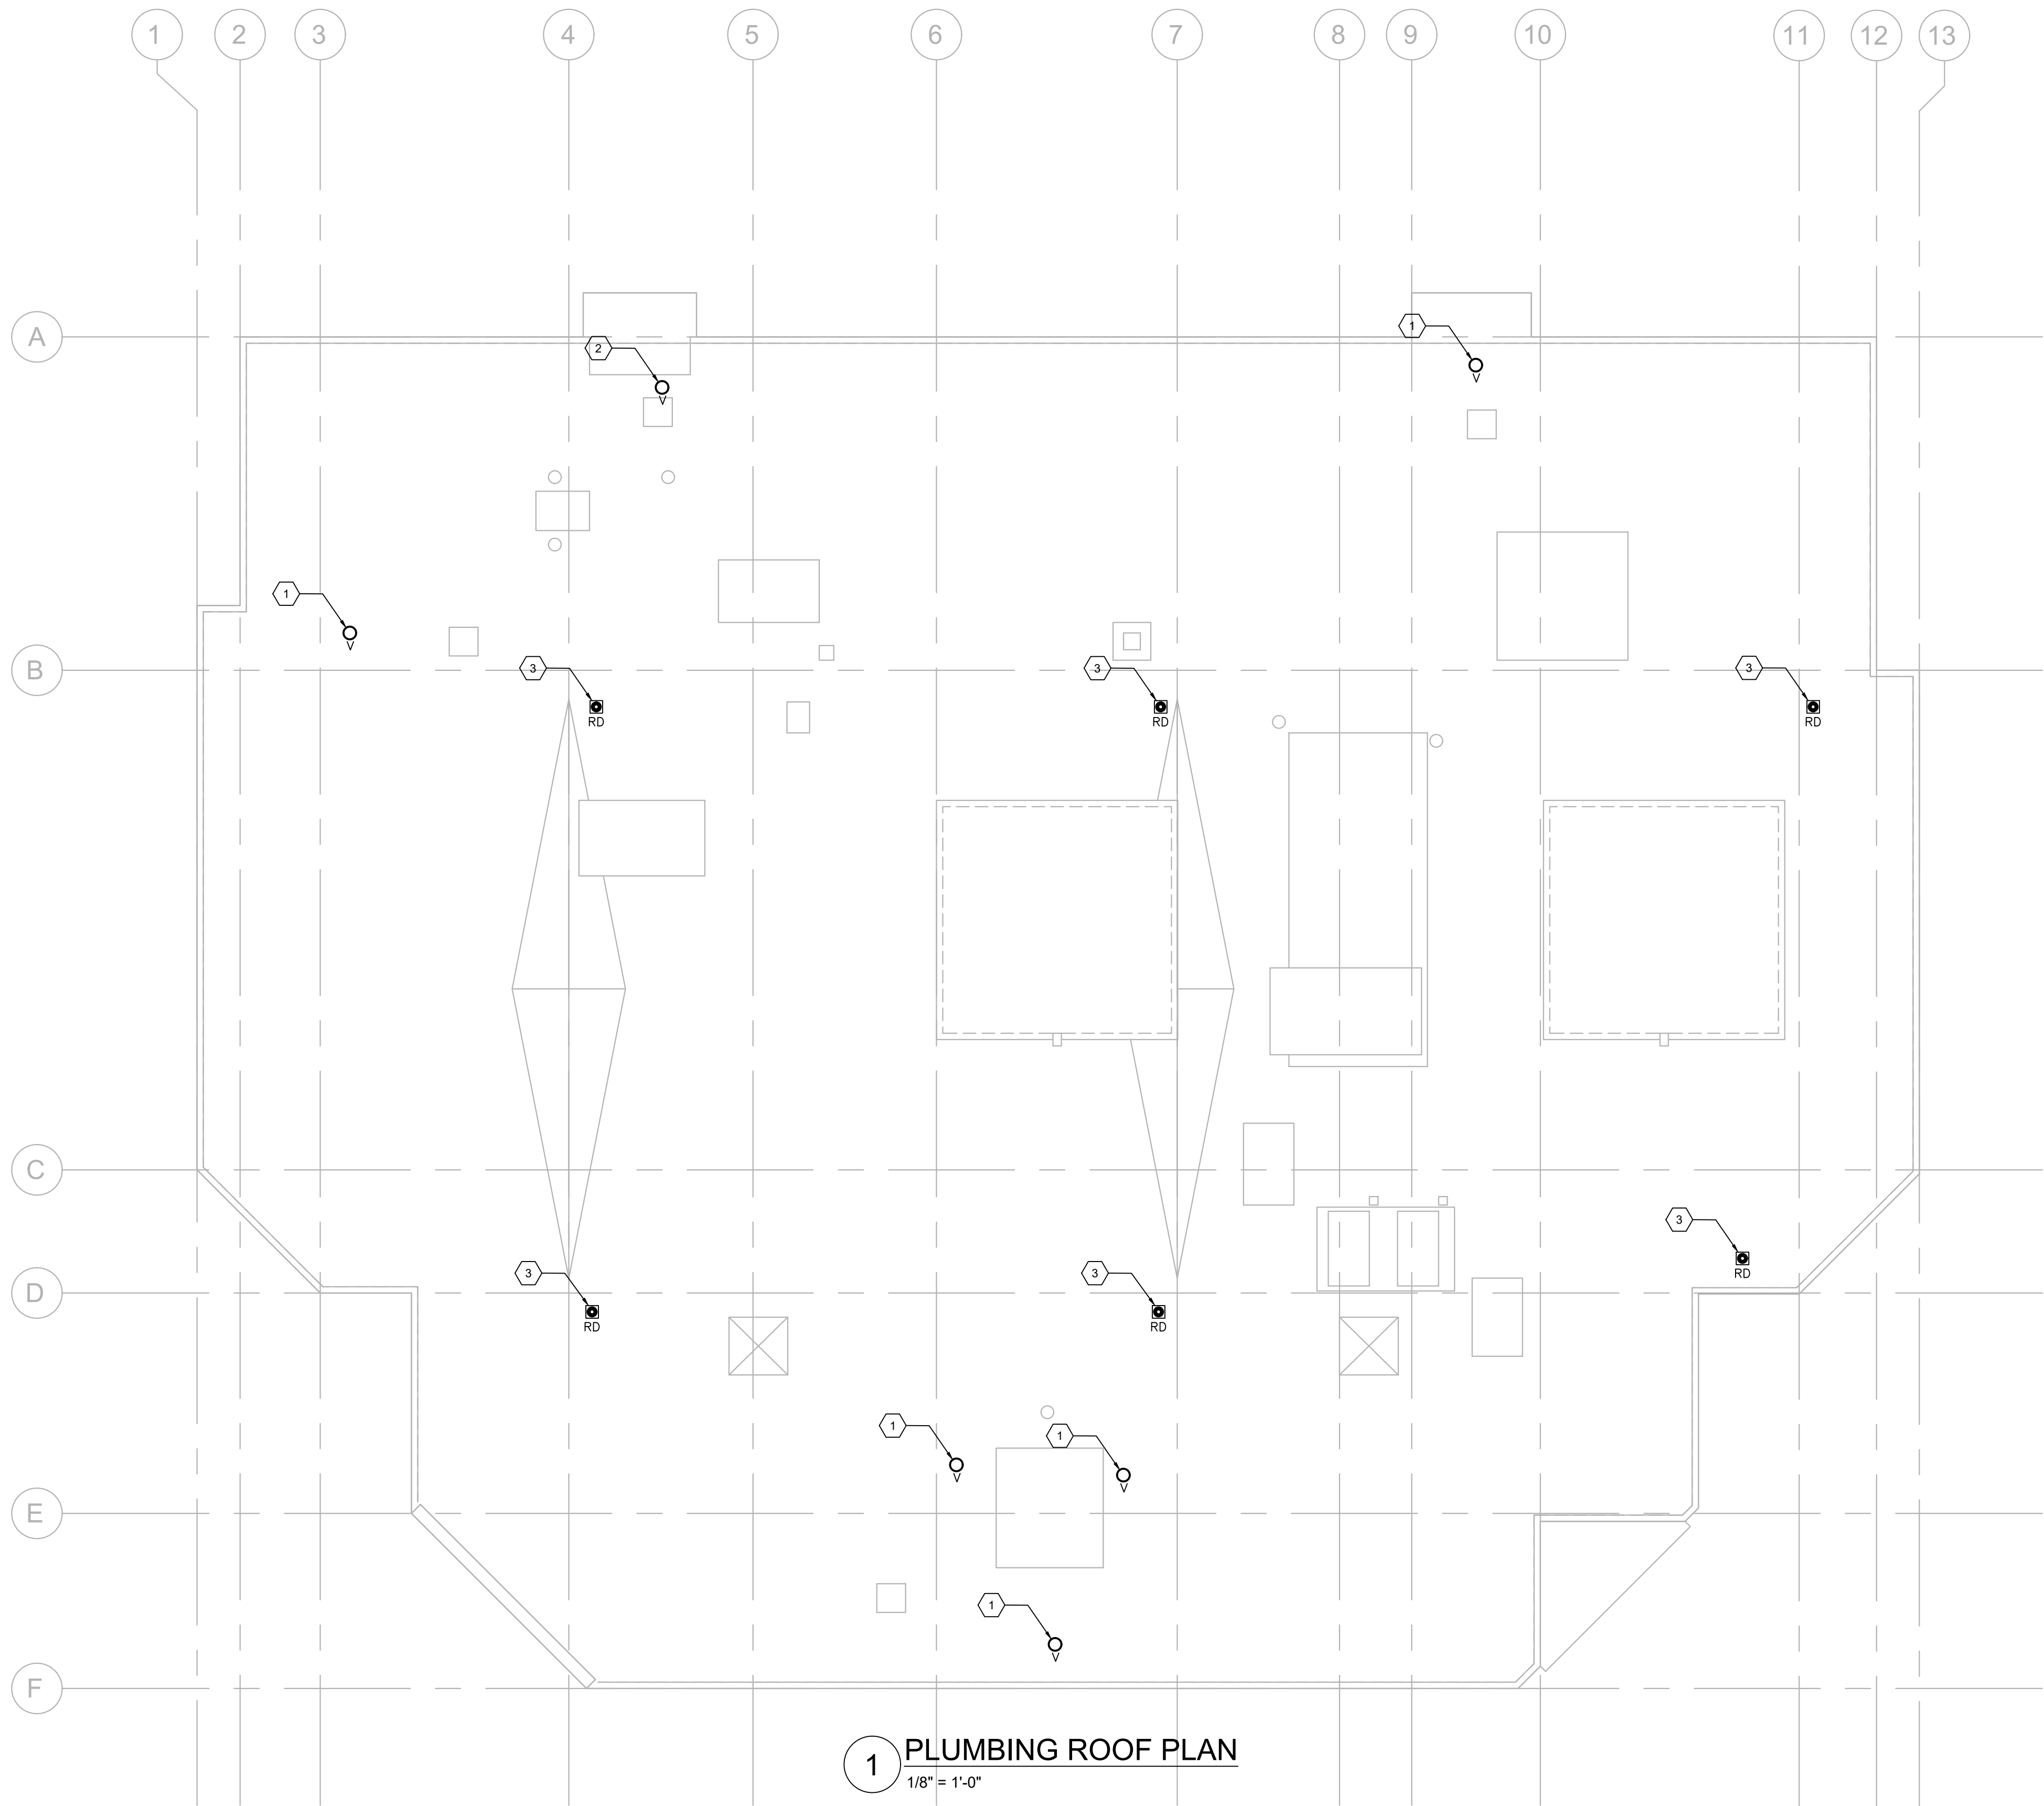 1 2 3 4 5 6 7 8 9 10 11 12 13
A
1
2
V
V
1
V
B
3 3 3
RD RD RD
C
3
RD
D
3 3
RD RD
1 1
V V
E
1
V
F
1 PLUMBING ROOF PLAN
1/8" = 1'-0"